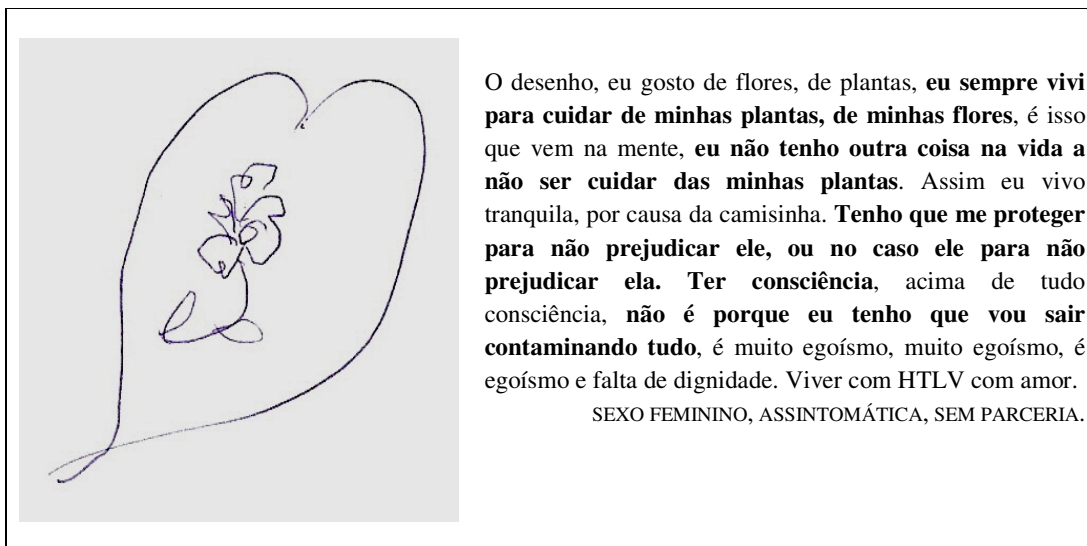 O desenho, eu gosto de flores, de plantas, eu sempre vivi
para cuidar de minhas plantas, de minhas flores, é isso
que vem na mente, eu não tenho outra coisa na vida a
não ser cuidar das minhas plantas. Assim eu vivo
tranquila, por causa da camisinha. Tenho que me proteger
para não prejudicar ele, ou no caso ele para não
prejudicar ela. Ter consciência, acima de tudo
consciência, não é porque eu tenho que vou sair
contaminando tudo, é muito egoísmo, muito egoísmo, é
egoísmo e falta de dignidade. Viver com HTLV com amor.
SEXO FEMININO, ASSINTOMÁTICA, SEM PARCERIA.